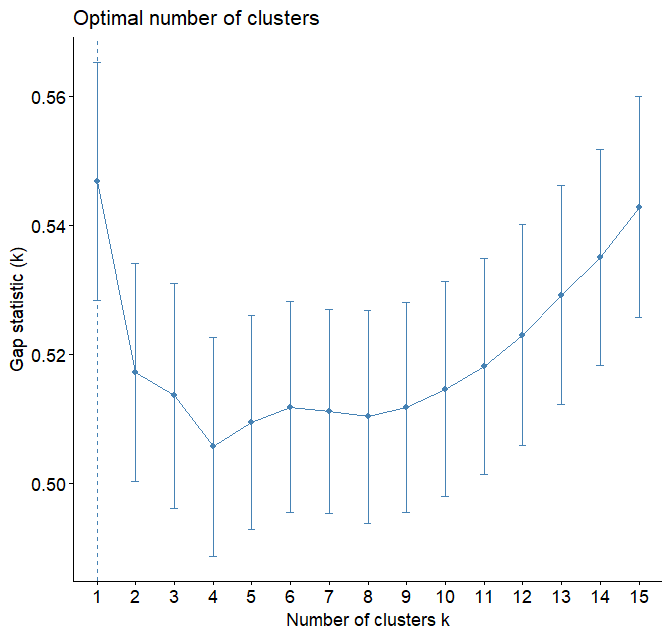 Optimal number of clusters
Gap statistic (k)
0.56
0.54
0.52
0.50
1 2 3 4 5 6 7 8 9 10 11 12 13 14 15
Number of clusters k